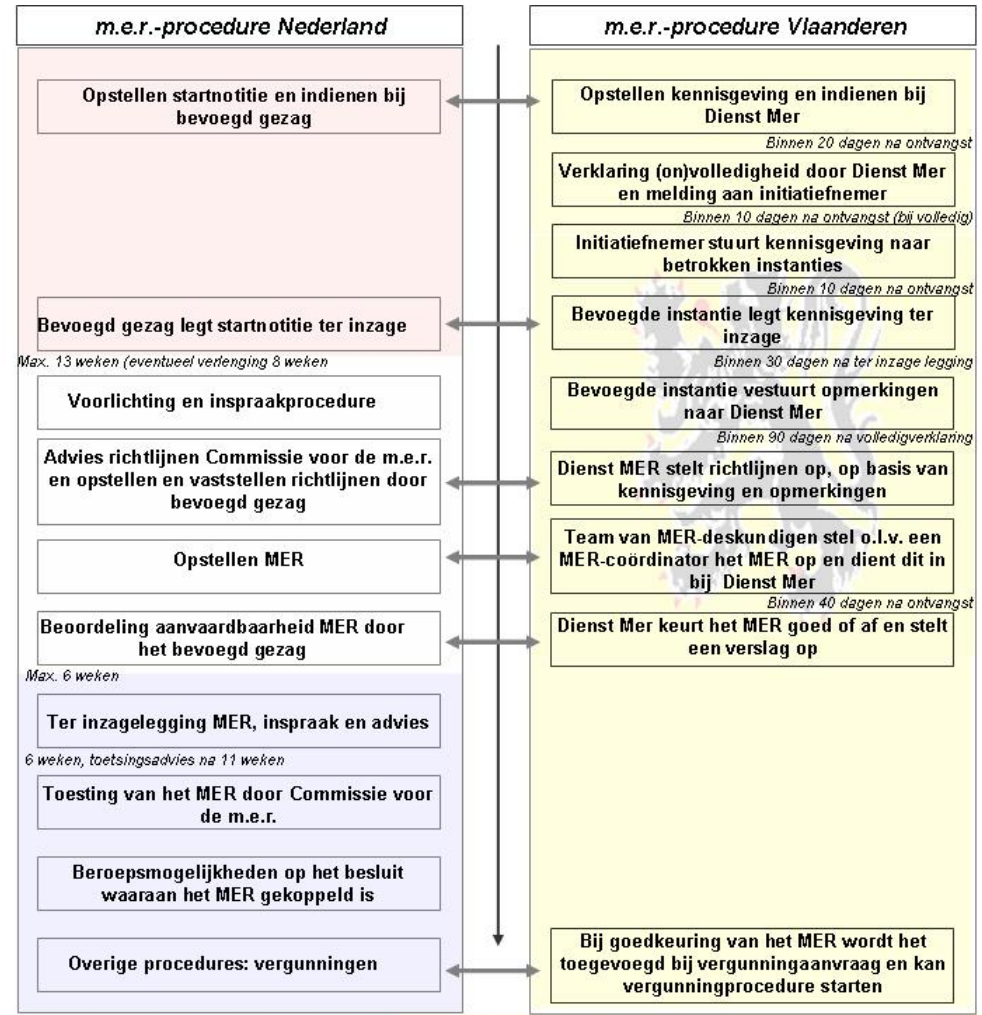 m.e.r.-procedure Nederland
Opstellen startnotitie en indienen bij
bevoegd gezag
Bevoegd gezag legt startnotitie ter inzage
Max. 13 weken (eventueel verlenging 8 weken
Voorlichting en inspraakprocedure
Advies richtlijnen Commissie voor de m.e.r.
en opstellen en vaststellen richtlijnen door
bevoegd gezag
Opstellen MER
Beoordeling aanvaardbaarheid MER door
het bevoegd gezag
Max. 6 weken
Ter inzagelegging MER, inspraak en advies
6 weken, toetsingsadvies na 11 weken
Toesting van het MER door Commissie voor
de m.e.r.
Beroepsmogelijkheden op het besluit
waaraan het MER gekoppeld is
Overige procedures: vergunningen
m.e.r.-procedure Vlaanderen
Opstellen kennisgeving en indienen bij
Dienst Mer
Binnen 20 dagen na ontvangst
Verklaring (on)volledigheid door Dienst Mer
en melding aan initiatiefnemer
Binnen 10 dagen na ontvangst (bij volledig)
Initiatiefnemer stuurt kennisgeving naar
betrokken instanties
Binnen 10 dagen na ontvangst
Bevoegde instantie legt kennisgeving ter
inzage
Binnen 30 dagen na ter inzage legging
Bevoegde instantie vestuurt opmerkingen
naar Dienst Mer
Binnen 90 dagen na volledigverklaring
Dienst MER stelt richtlijnen op, op basis van
kennisgeving en opmerkingen
Team van MER-deskundigen stel o.l.v. een
MER-coördinator het MER op en dient dit in
bij Dienst Mer
Binnen 40 dagen na ontvangst
Dienst Mer keurt het MER goed of af en stelt
een verslag op
Bij goedkeuring van het MER wordt het
toegevoegd bij vergunningaanvraag en kan
vergunningprocedure starten